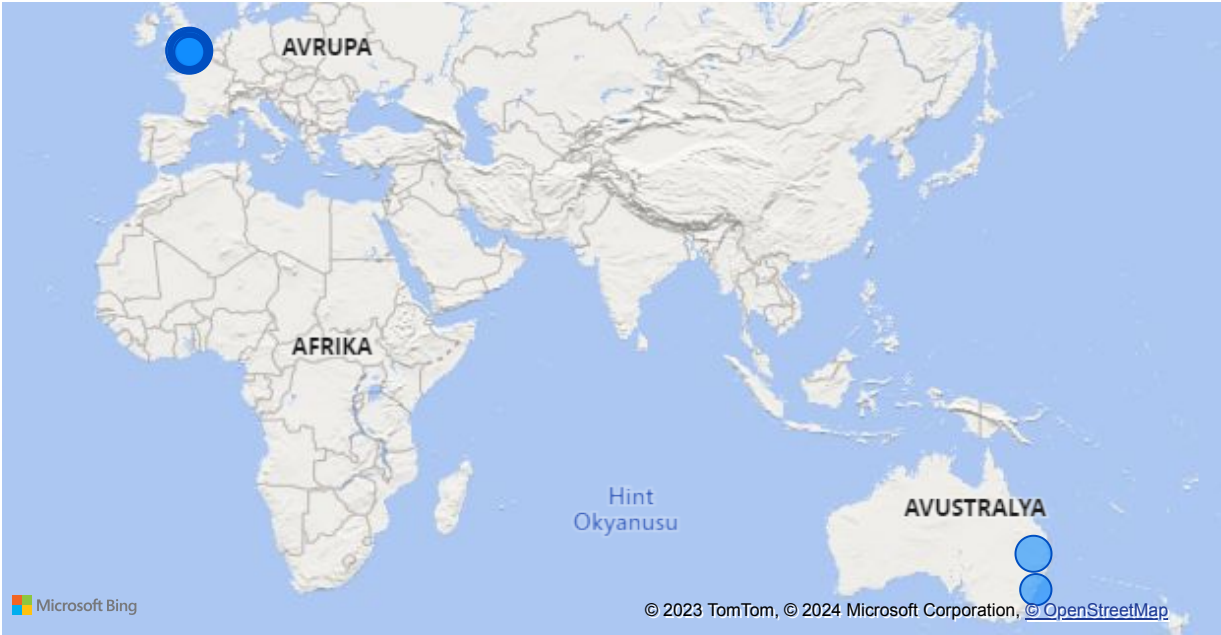 AVRUPA
AFRIKA
Hint
Okyanusu
AVUSTRALYA
Microsoft Bing
© 2023 TomTom, © 2024 Microsoft Corporation, © OpenStreetMap